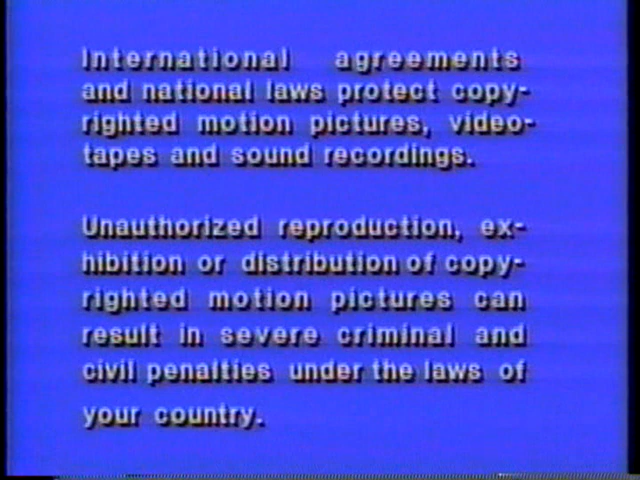 International agreements
and national laws protect copy-
righted motion pictures, video-
tapes and sound recordings.
Unauthorized reproduction, ex-
hibition or distribution of copy-
righted motion pictures can
result in severe criminal and
civil penalties under the laws of
your country.